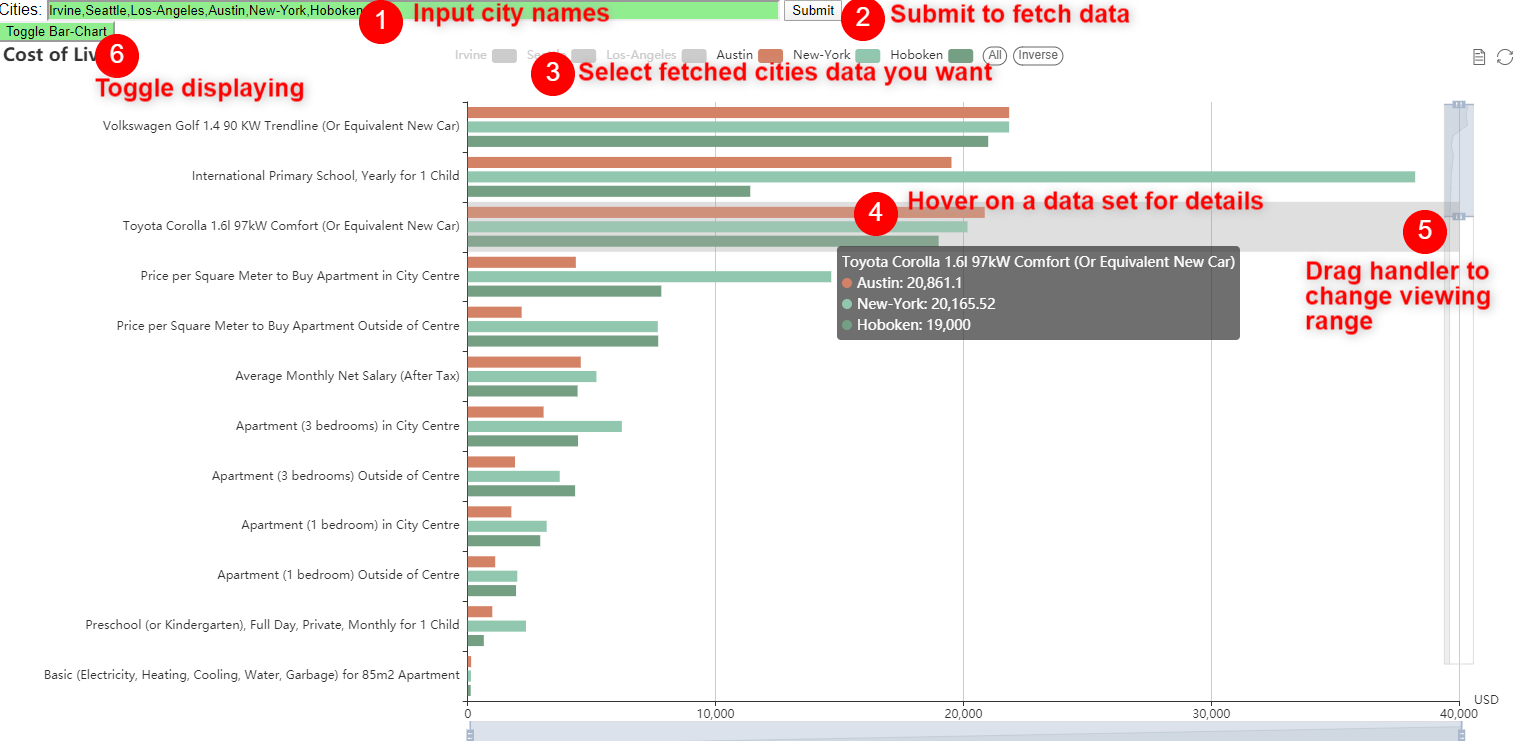 Cities: Irvine,Seattle,Los-Angeles,Austin,New-York,Hoboken Submit
1 Input city names
2 Submit to fetch data
Toggle Bar-Chart
Cost of Liv
6 Toggle displaying
Irvine Los-Angeles Austin New-York Hoboken All Inverse
3 Select fetched cities data you want
Volkswagen Golf 1.4 90 KW Trendline (Or Equivalent New Car)
International Primary School, Yearly for 1 Child
4 Hover on a data set for details
Toyota Corolla 1.6l 97kW Comfort (Or Equivalent New Car)
5 Drag handler to
change viewing
range
Toyota Corolla 1.6l 97kW Comfort (Or Equivalent New Car)
Austin: 20,861.1
New-York: 20,165.52
Hoboken: 19,000
Price per Square Meter to Buy Apartment in City Centre
Price per Square Meter to Buy Apartment Outside of Centre
Average Monthly Net Salary (After Tax)
Apartment (3 bedrooms) in City Centre
Apartment (3 bedrooms) Outside of Centre
Apartment (1 bedroom) in City Centre
Apartment (1 bedroom) Outside of Centre
Preschool (or Kindergarten), Full Day, Private, Monthly for 1 Child
Basic (Electricity, Heating, Cooling, Water, Garbage) for 85m2 Apartment
USD
0 10,000 20,000 30,000 40,000